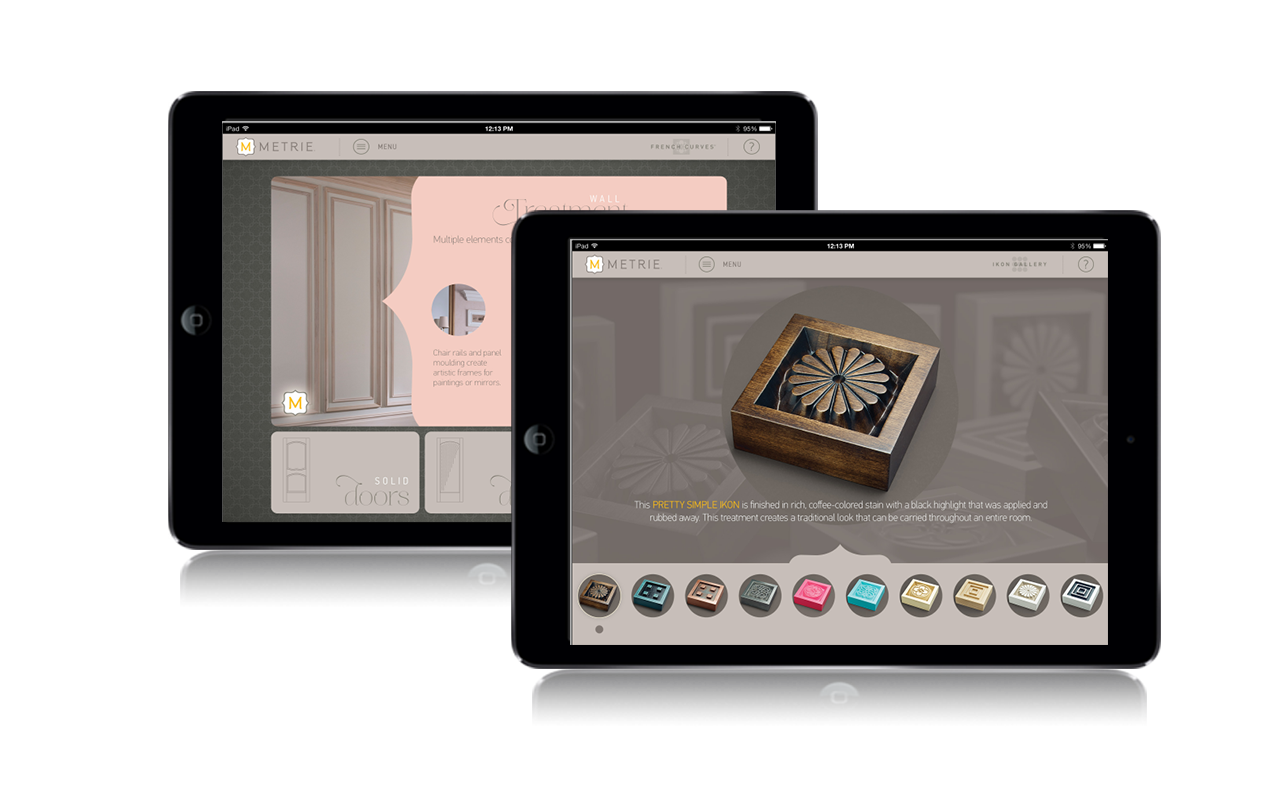 iPad
12:13 PM
95%
M METRIE
MENU
FRENCH CURVES
?
WALL
Treatment
Multiple elements o
Chair rails and panel
moulding create
artistic frames for
paintings or mirrors.
M
SOLID
doors
iPad
12:13 PM
95%
M METRIE
MENU
IKON GALLERY
?
This PRETTY SIMPLE IKON is finished in rich, coffee-colored stain with a black highlight that was applied and
rubbed away. This treatment creates a traditional look that can be carried throughout an entire room.